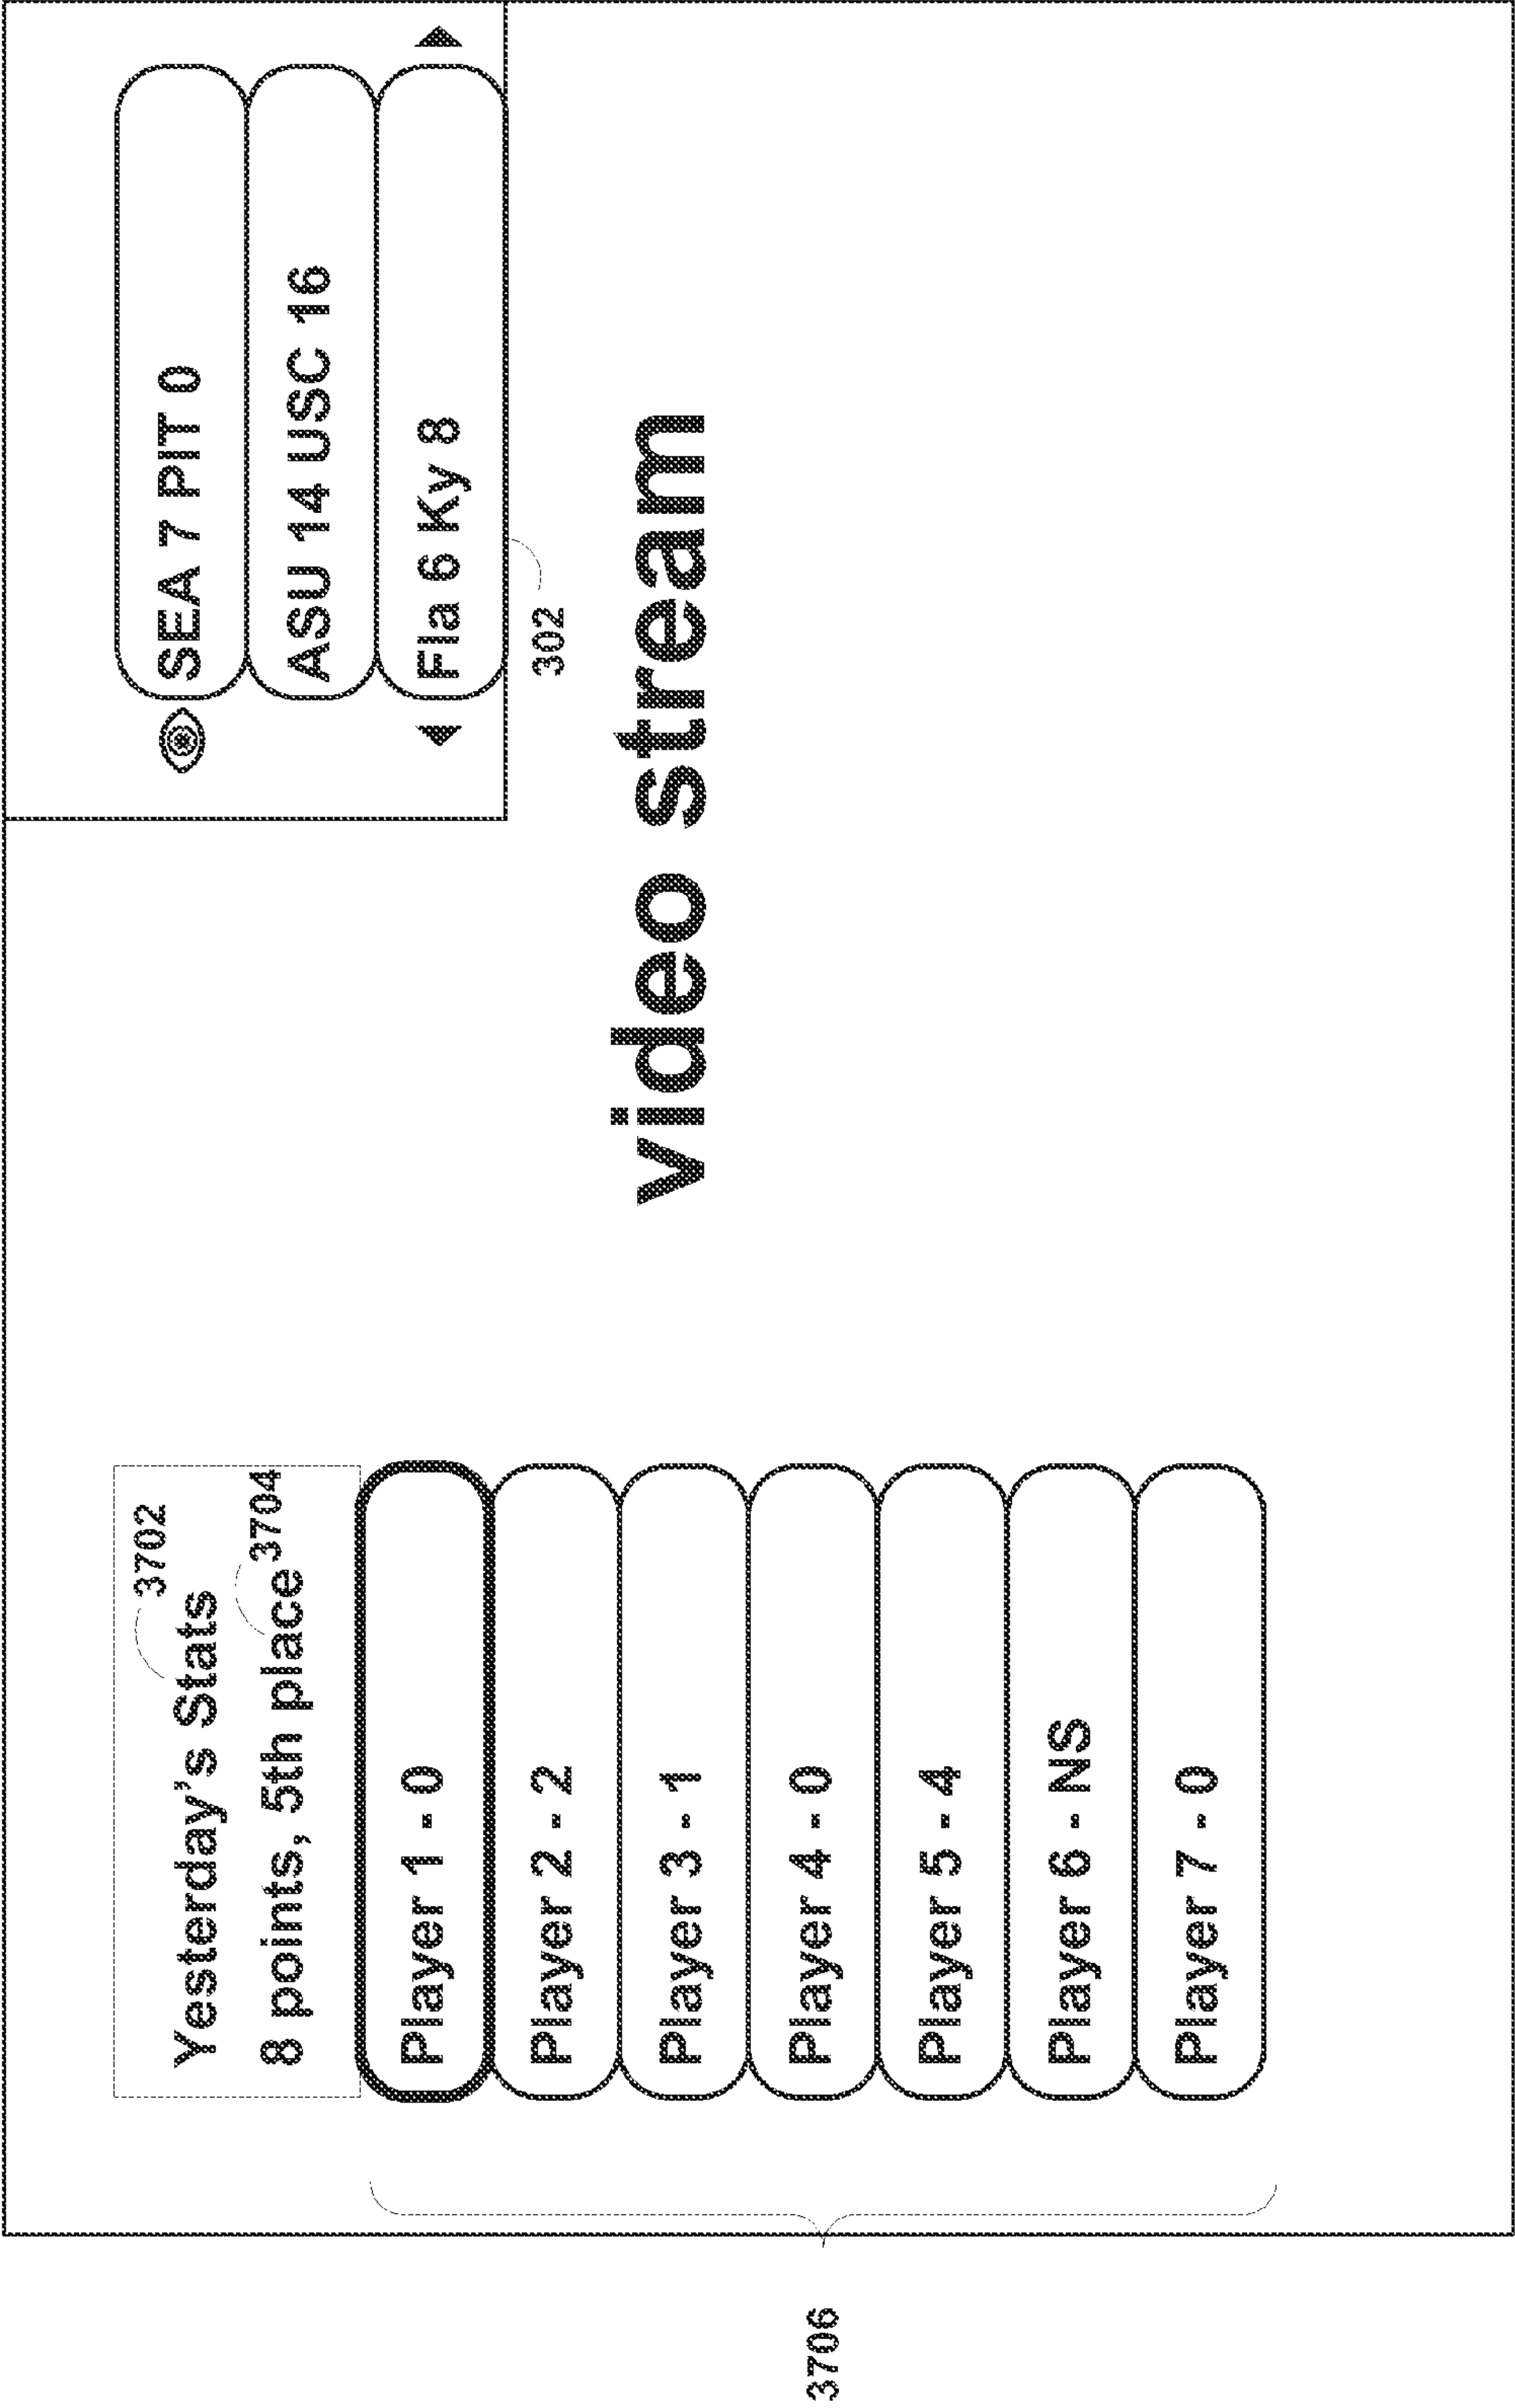 3702
Yesterday's Stats
3704
8 points, 5th place
Player 1 - 0
Player 2 - 2
Player 3 - 1
Player 4 - 0
Player 5 - 4
Player 6 - NS
Player 7 - 0
3706
SEA 7 PIT 0
ASU 14 USC 16
Fla 6 Ky 8
302
video stream